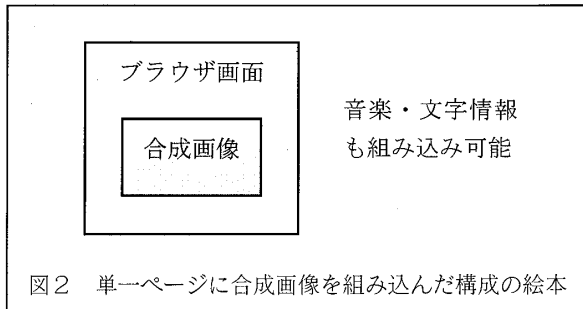 ブラウザ画面
合成画像
音楽・文字情報
も組み込み可能
図2 単一ページに合成画像を組み込んだ構成の絵本